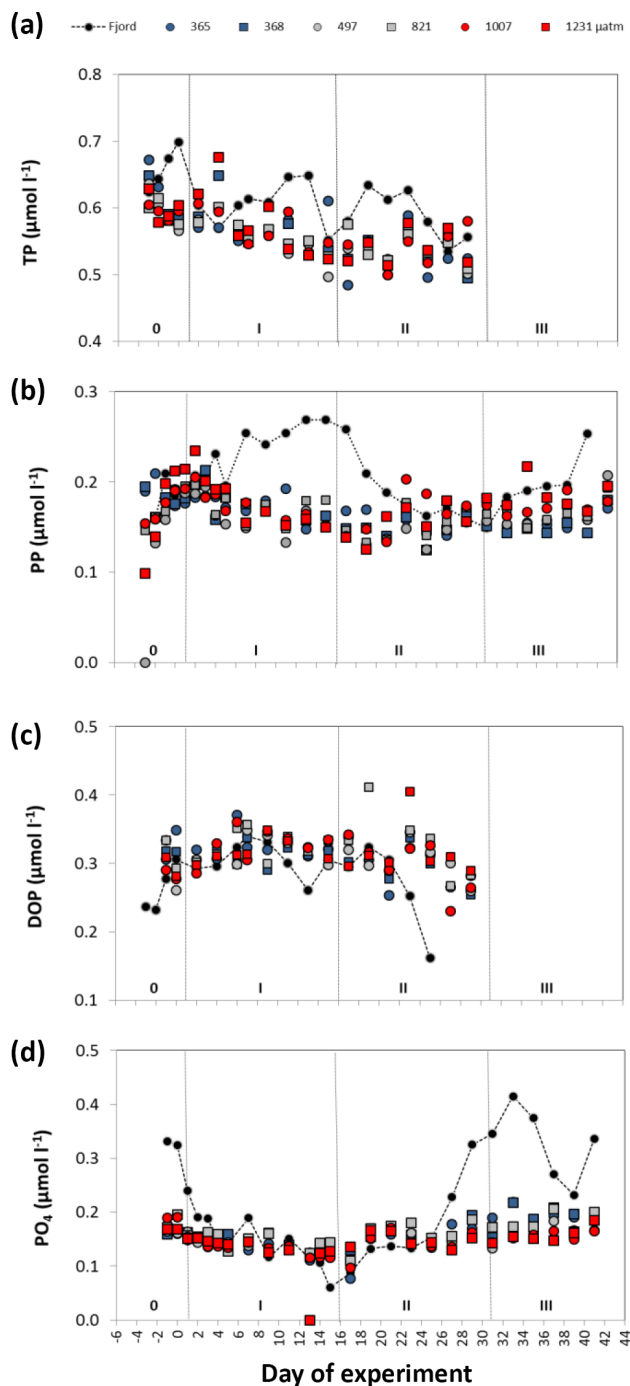 (a)
Fjord 365 368 497 821 1007 1231 µatm
0.8
0.7
0.6
0.5
0.4
TP (µmol l-1)
0 I II III
(b)
0.3
0.2
0.1
0.0
PP (µmol l-1)
0 I II III
(c)
0.5
0.4
0.3
0.2
0.1
DOP (µmol l-1)
0 I II III
(d)
0.5
0.4
0.3
0.2
0.1
0.0
PO4 (µmol l-1)
0 I II III
-6 -4 -2 0 2 4 6 8 10 12 14 16 18 20 22 24 26 28 30 32 34 36 38 40 42 44
Day of experiment